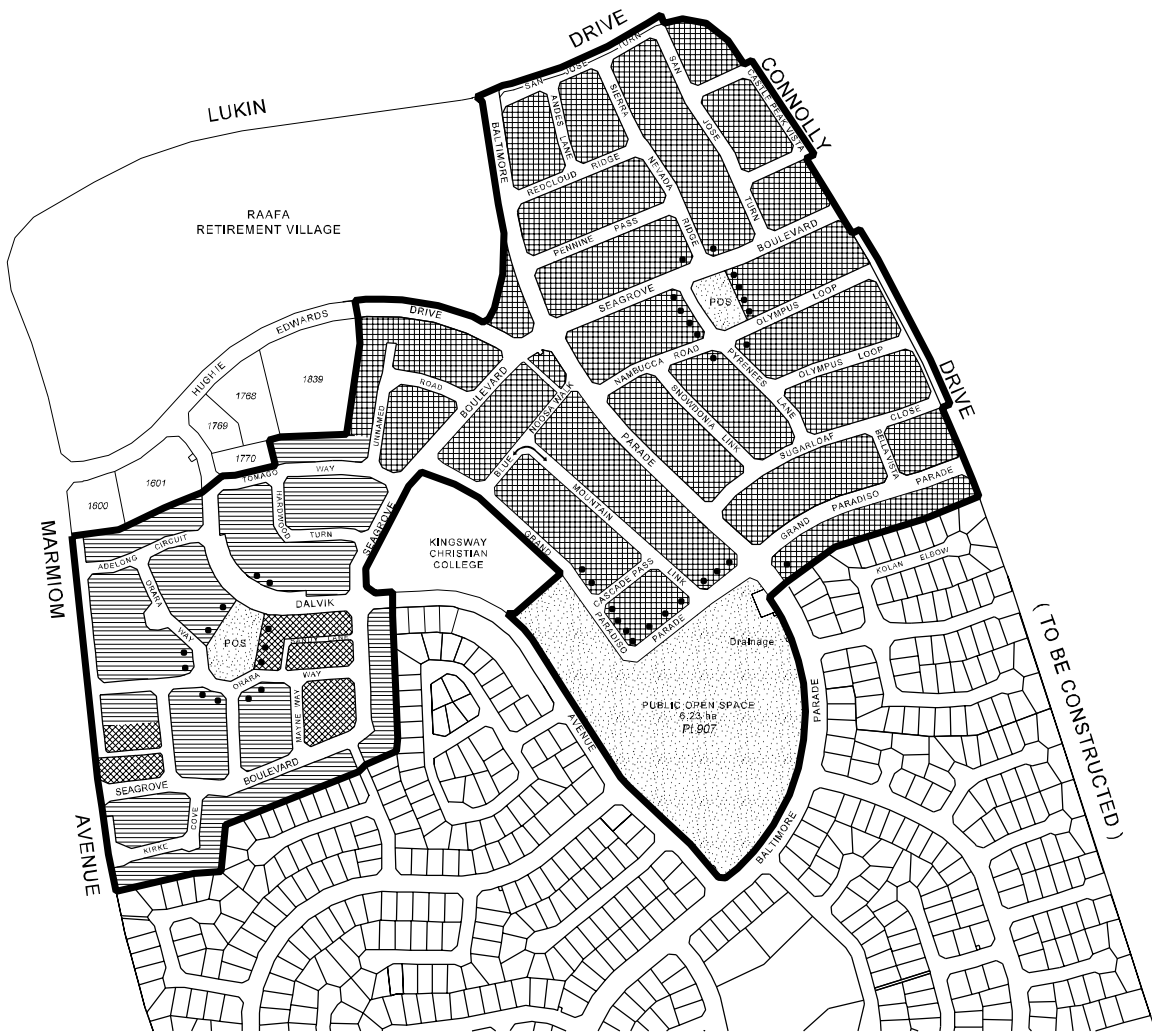 DRIVE
CONNOLLY
LUKIN
SAN JOSE TURN
BALTIMORE
ANDES
LANE
SIERRA
SAN
JOSE
TURN
CASTLE PEAK VISTA
REDCLOUD RIDGE
NEVADA
RIDGE
PENNINE PASS
RAAFA
RETIREMENT VILLAGE
BOULEVARD
SEAGROVE
POS
OLYMPUS LOOP
HUGHIE
EDWARDS
DRIVE
1839
1768
1769
1770
1601
1600
UNNAMED
ROAD
BOULEVARD
NAMBUCCA ROAD
PYRENEES
LANE
OLYMPUS LOOP
DRIVE
NOOSA WALK
SNOWDONIA
LINK
SUGARLOAF
CLOSE
BELLA VISTA
PARADE
BLUE
MOUNTAIN
LINK
GRAND
PARADISO
PARADE
TOMAGO
WAY
HARDWOOD
TURN
SEAGROVE
KINGSWAY
CHRISTIAN
COLLEGE
GRAND
CASCADE PASS
PARADISO
PARADE
KOLAN ELBOW
MARMIOM
ADELONG CIRCUIT
ORARA
WAY
DALVIK
POS
ORARA
WAY
MAYNE WAY
Drainage
PUBLIC OPEN SPACE
6.23 ha
Pt 907
AVENUE
PARADE
( TO BE CONSTRUCTED )
SEAGROVE
BOULEVARD
KIRKE
COVE
AVENUE
BALTIMORE